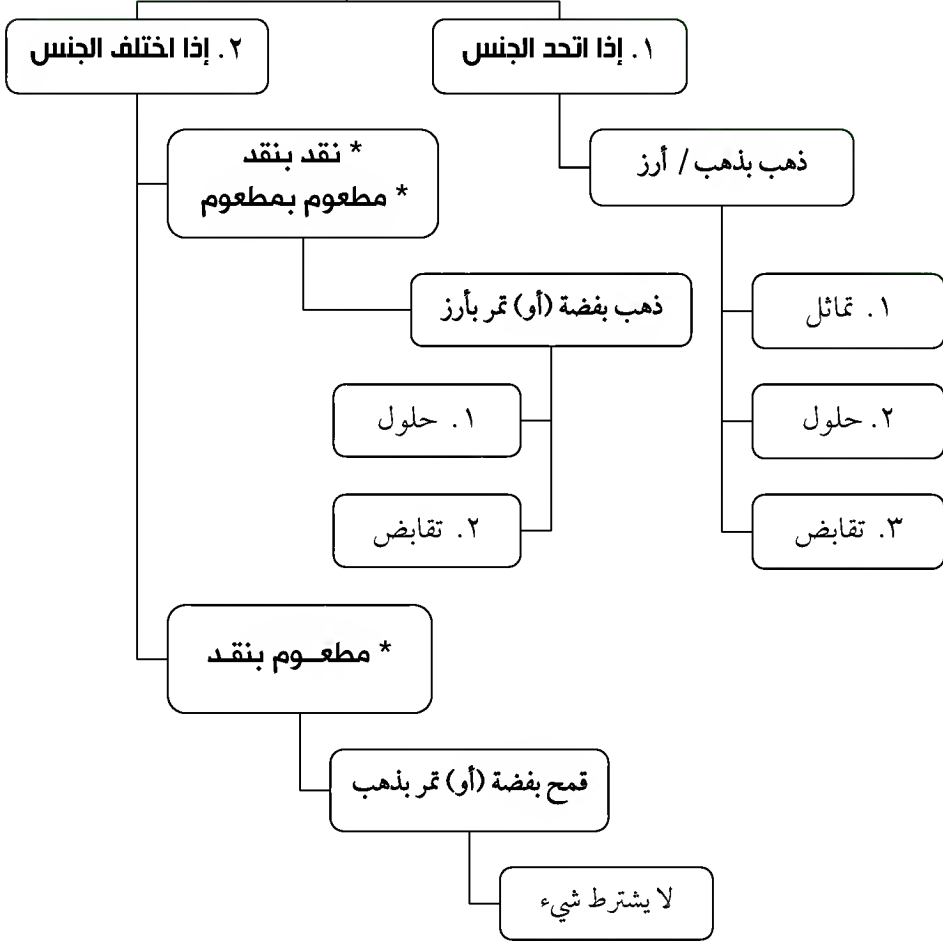 ١. إذا اتحد الجنس
ذهب بذهب / أرز
١. تماثل
٢. حلول
٣. تقابض
٢. إذا اختلف الجنس
* نقد بنقد
* مطعوم بمطعوم
ذهب بفضة (أو) تمر بأرز
١. حلول
٢. تقابض
* مطعـــوم بنقـد
قمح بفضة (أو) تمر بذهب
لا يشترط شيء